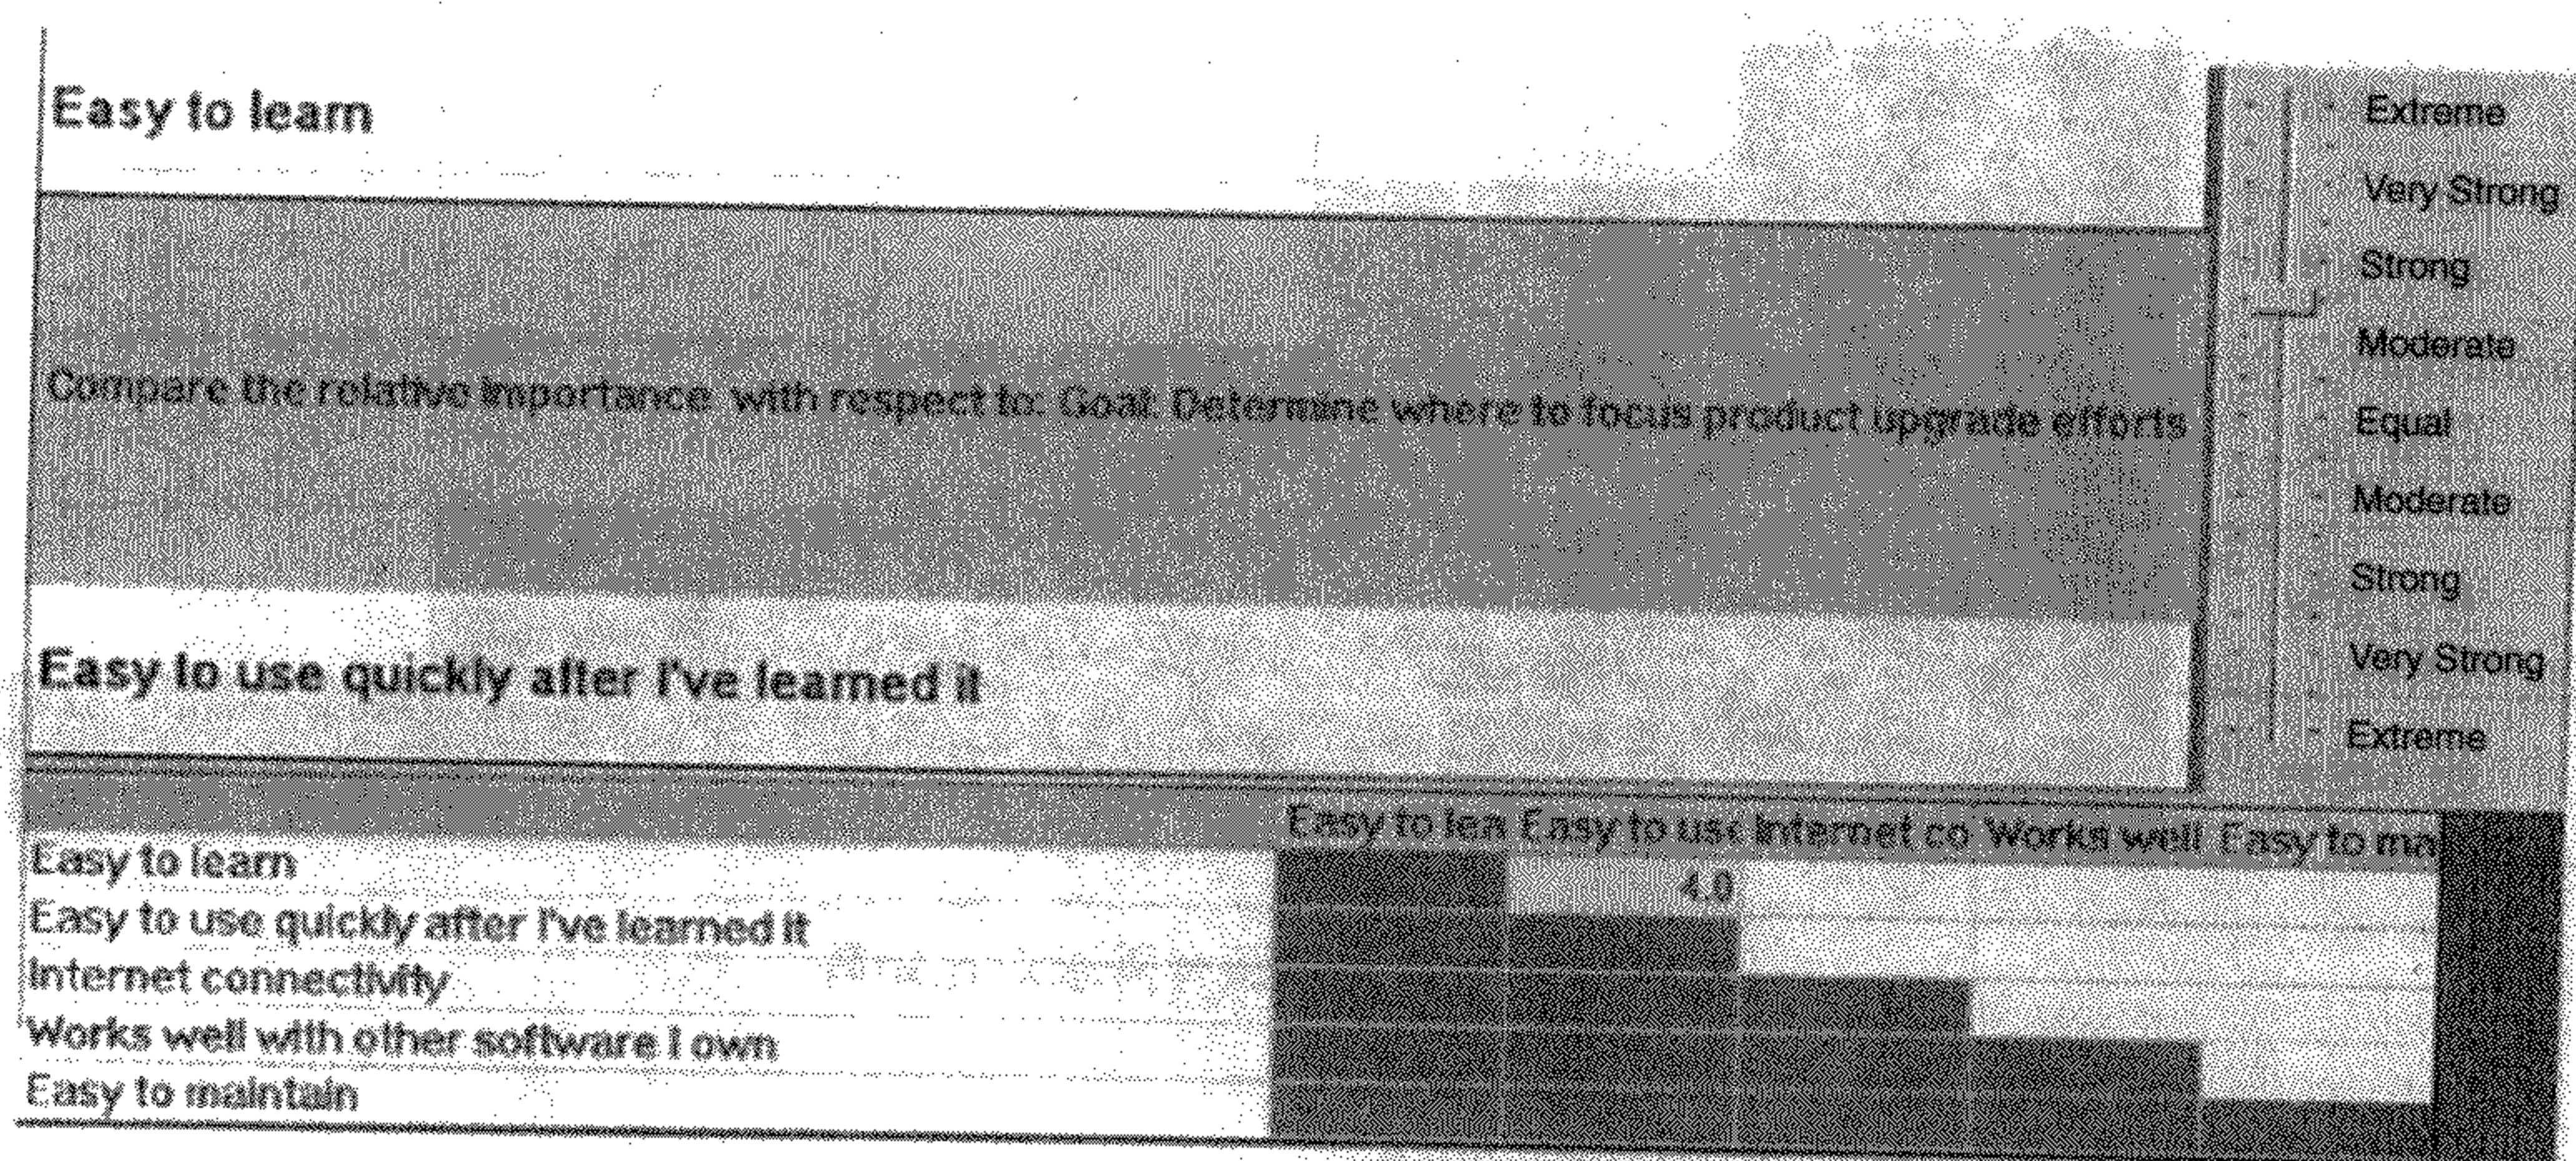 Easy to learn
Extreme
Very Strong
Strong
Moderate
Compare the relative importance with respect to: Goal: Determine where to focus product upgrade efforts
Equal
Moderate
Strong
Easy to use quickly after I've learned it
Very Strong
Extreme
Easy to lea Easy to use Internet co Works well Easy to ma
Easy to learn 4.0
Easy to use quickly after I've learned it
Internet connectivity
Works well with other software I own
Easy to maintain